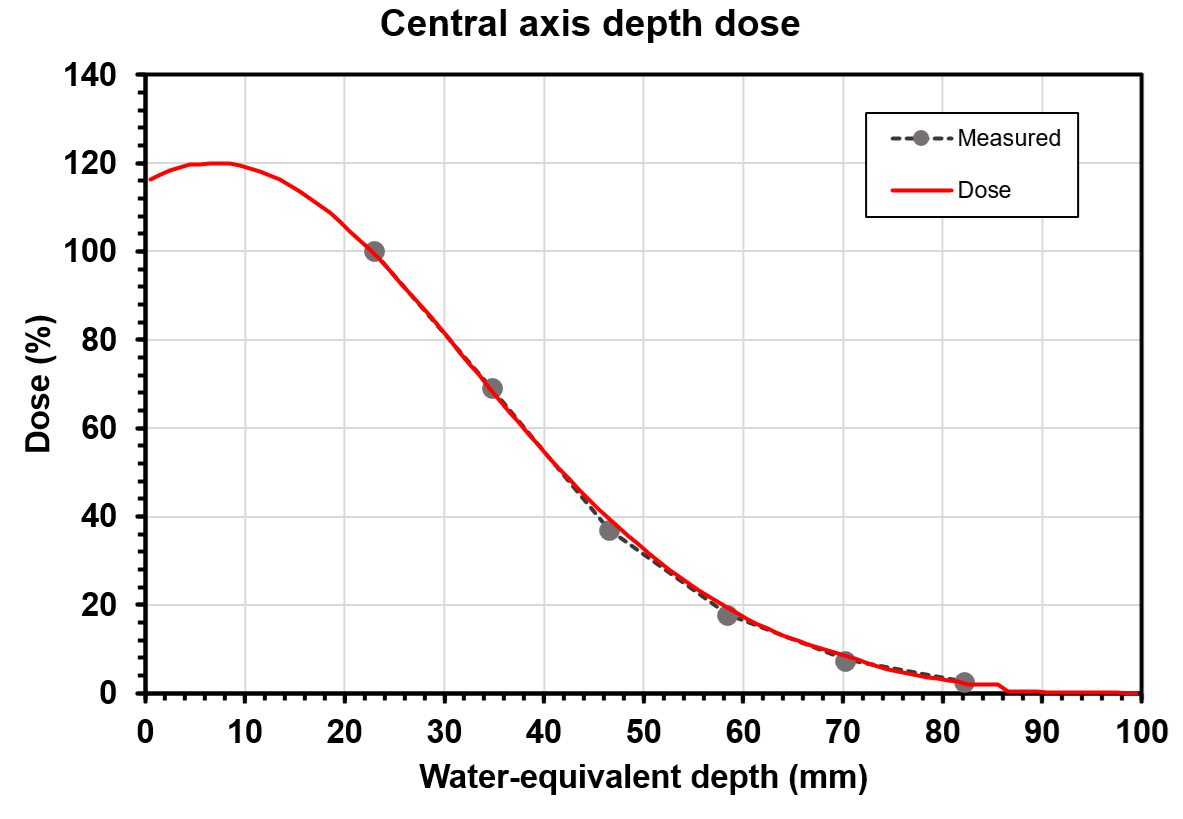 Central axis depth dose
140
120
100
80
60
40
20
0
Dose (%)
Measured
Dose
0 10 20 30 40 50 60 70 80 90 100
Water-equivalent depth (mm)